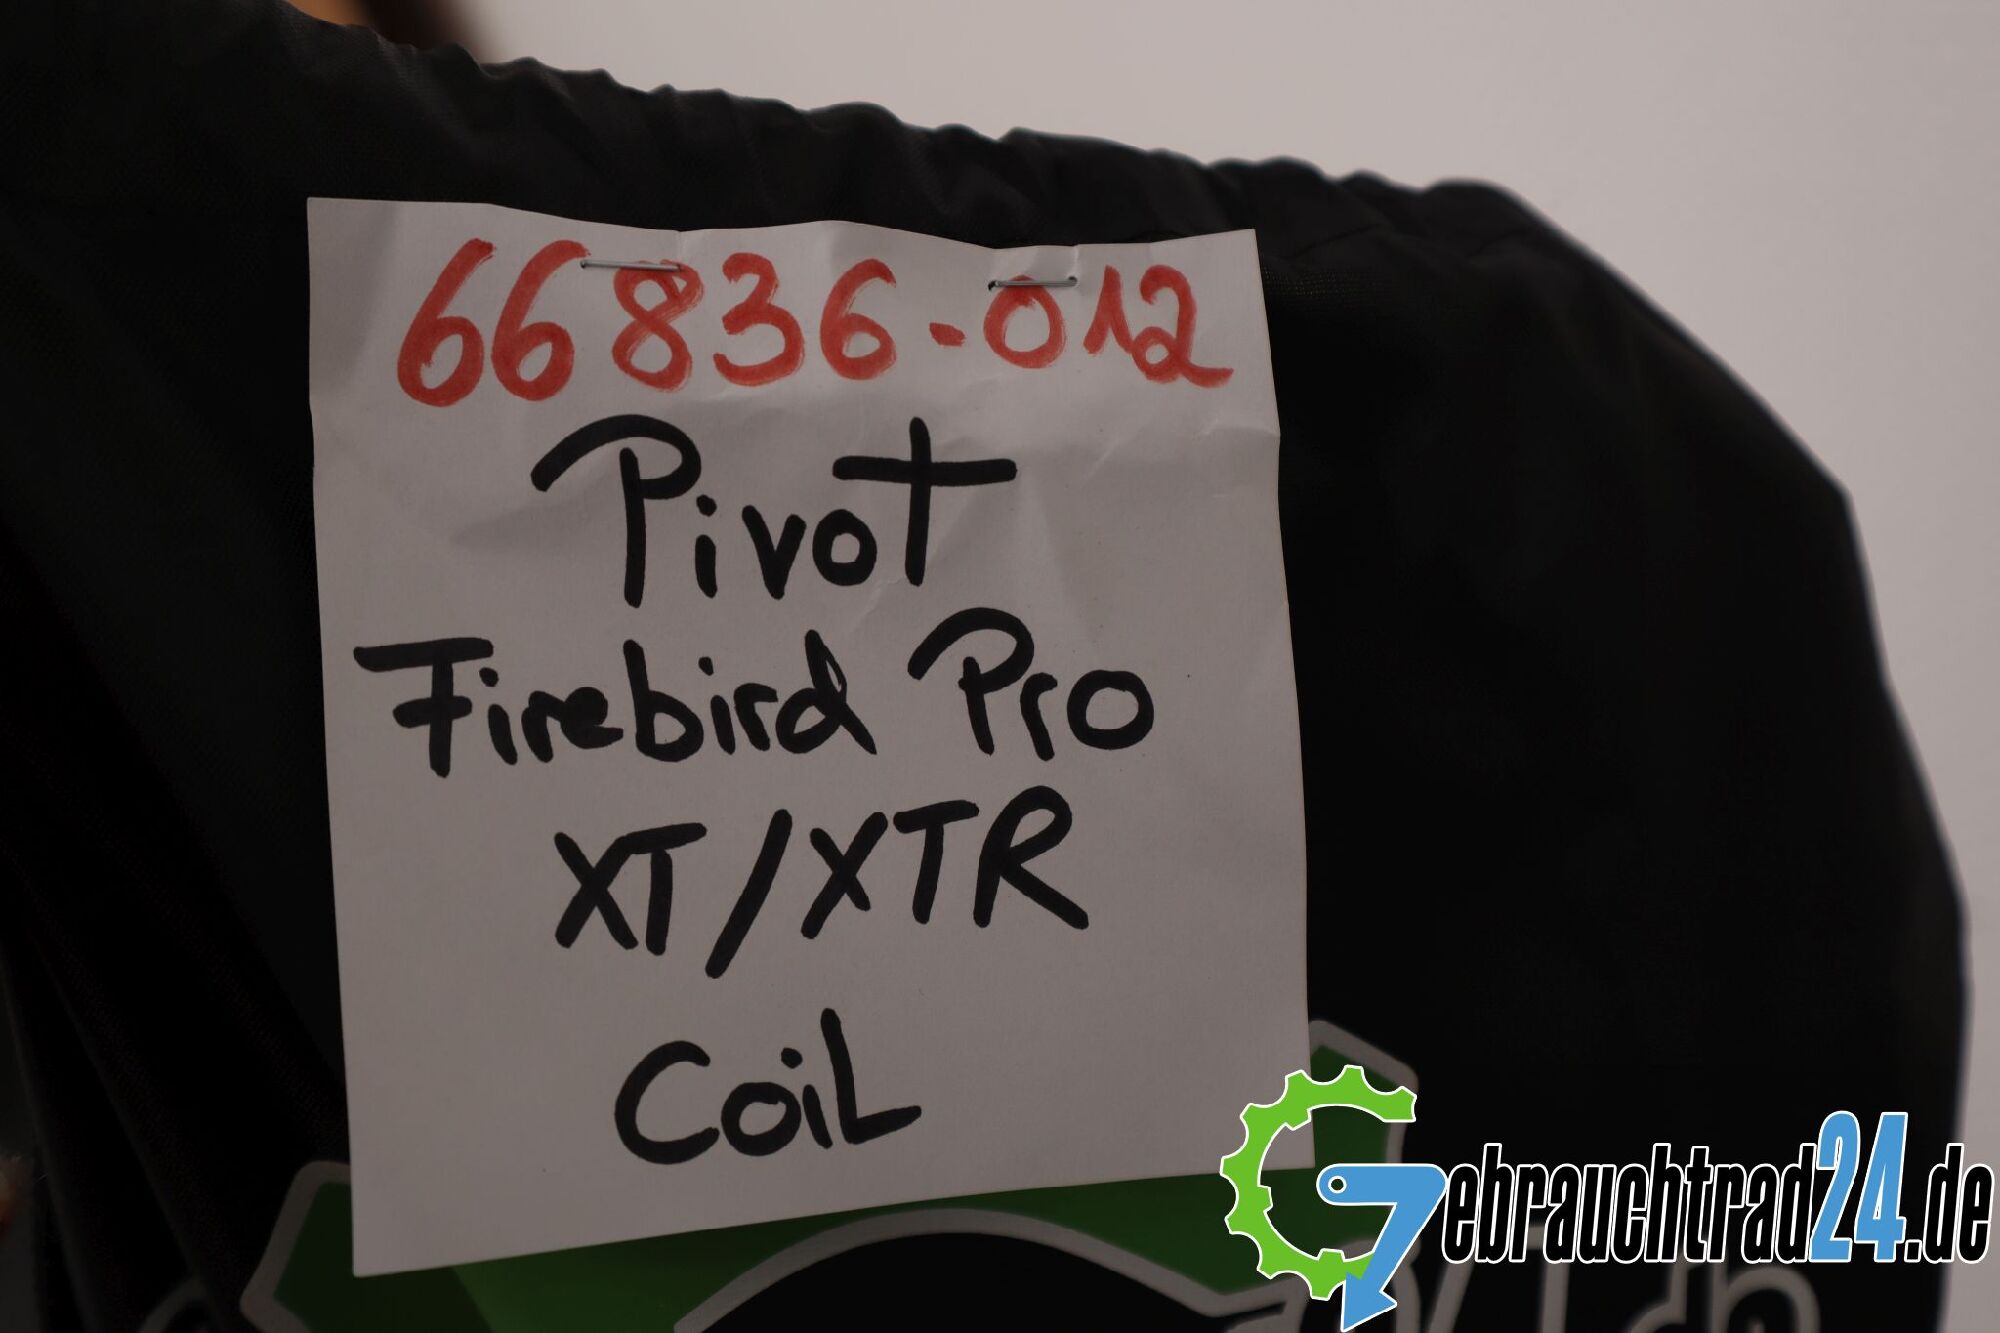 66836-012
Pivot
Firebird Pro
XT/XTR
Coil
Gebrauchtrad24.de